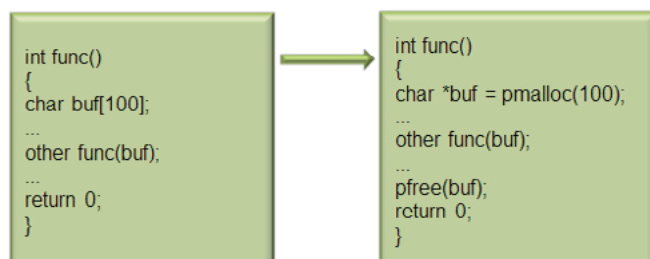 int func()
{
char buf[100];
...
other func(buf);
...
return 0;
}
int func()
{
char *buf = pmalloc(100);
...
other func(buf);
...
pfree(buf);
return 0;
}